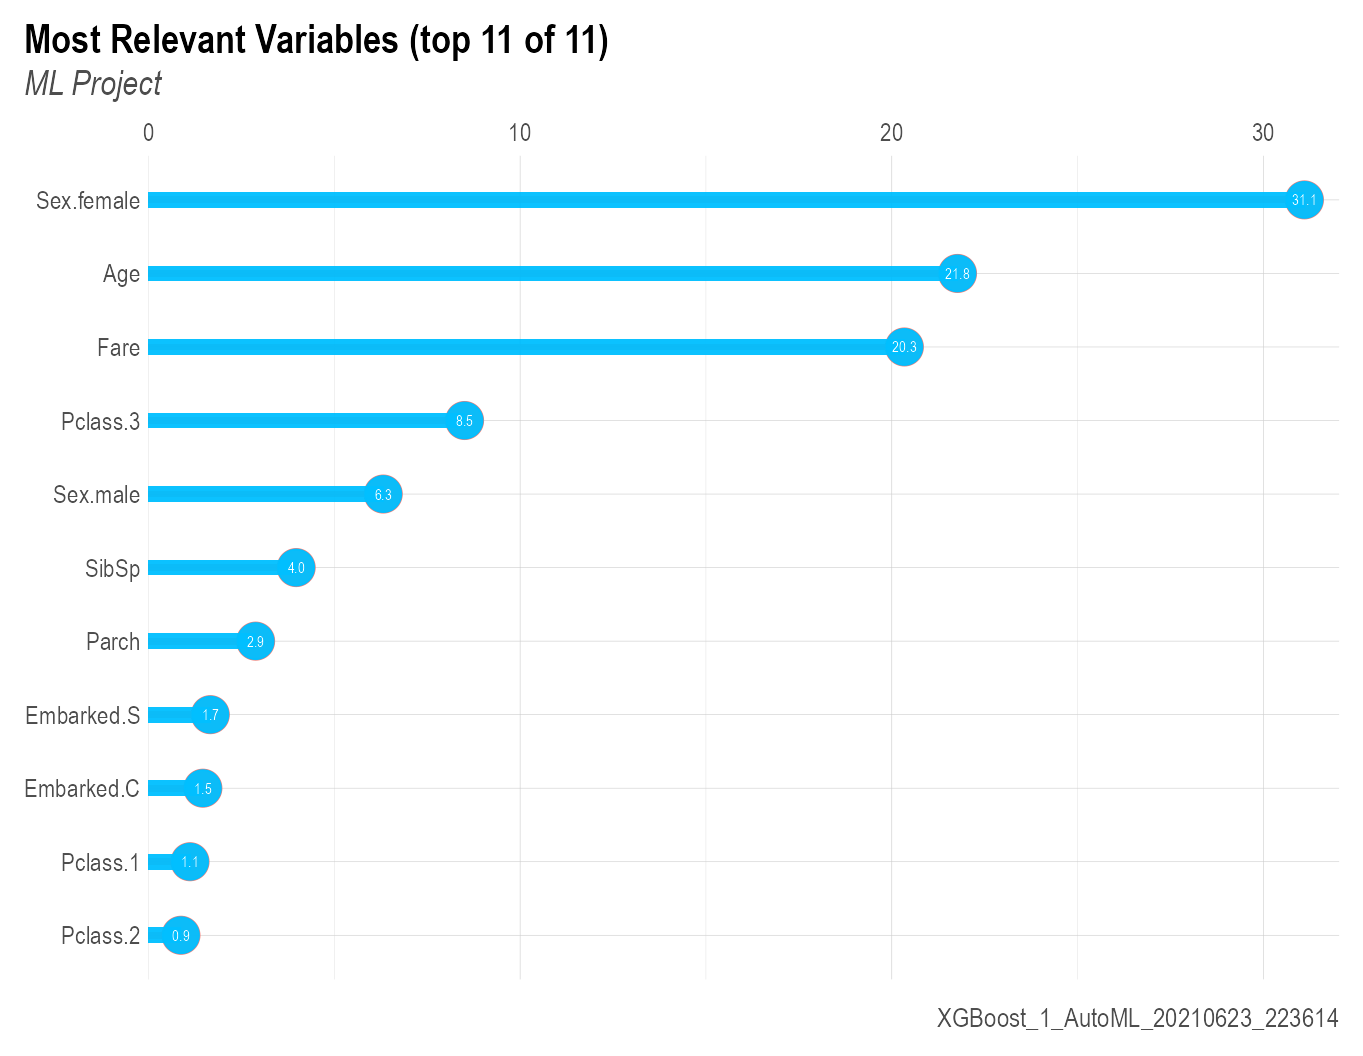 Most Relevant Variables (top 11 of 11)
ML Project
0 10 20 30
Sex.female 31.1
Age 21.8
Fare 20.3
Pclass.3 8.5
Sex.male 6.3
SibSp 4.0
Parch 2.9
Embarked.S 1.7
Embarked.C 1.5
Pclass.1 1.1
Pclass.2 0.9
XGBoost_1_AutoML_20210623_223614